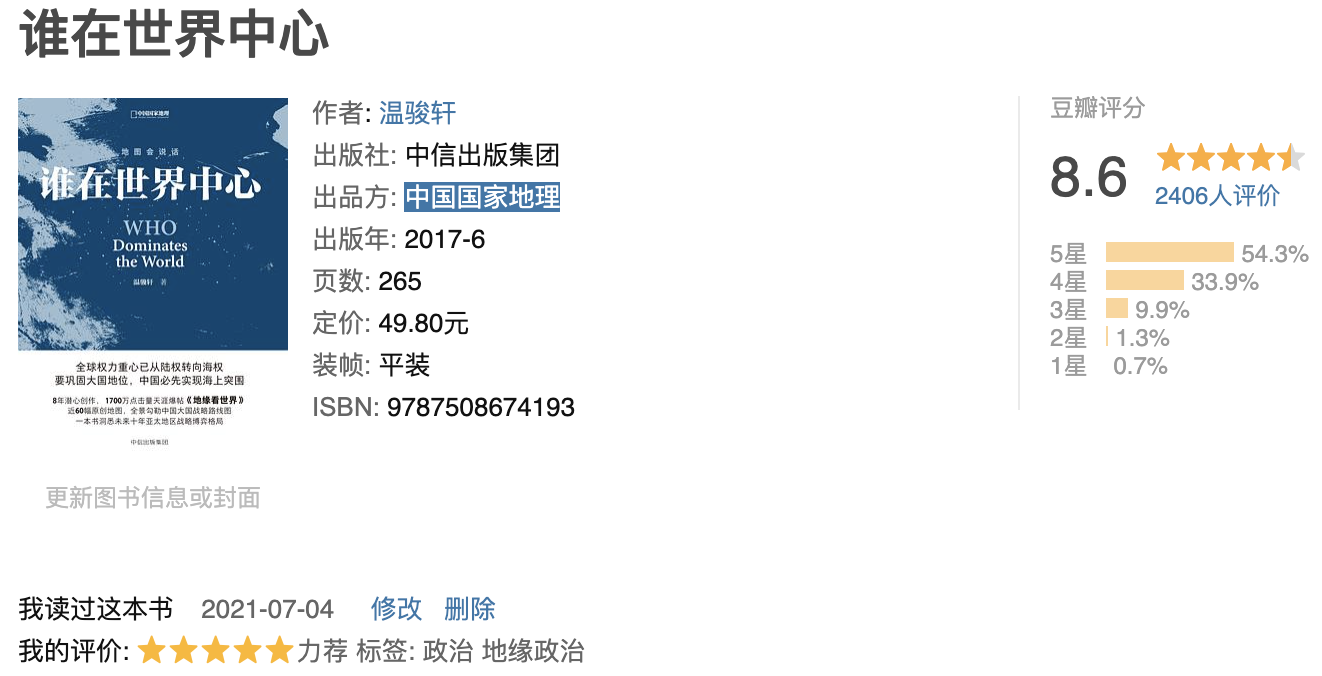 谁在世界中心
中国国家地理
地图会说话
谁在世界中心
WHO
Dominates
the World
温骏轩 著
全球权力重心已从陆权转向海权
要巩固大国地位，中国必先实现海上突围
8年潜心创作，1700万点击量天涯爆帖《地缘看世界》
近60幅原创地图，全景勾勒中国大国战略路线图
一本书洞悉未来十年亚太地区战略博弈格局
中信出版集团
更新图书信息或封面
作者: 温骏轩
出版社: 中信出版集团
出品方: 中国国家地理
出版年: 2017-6
页数: 265
定价: 49.80元
装帧: 平装
ISBN: 9787508674193
豆瓣评分
8.6
2406人评价
5星 54.3%
4星 33.9%
3星 9.9%
2星 1.3%
1星 0.7%
我读过这本书 2021-07-04 修改 删除
我的评价: 力荐 标签: 政治 地缘政治